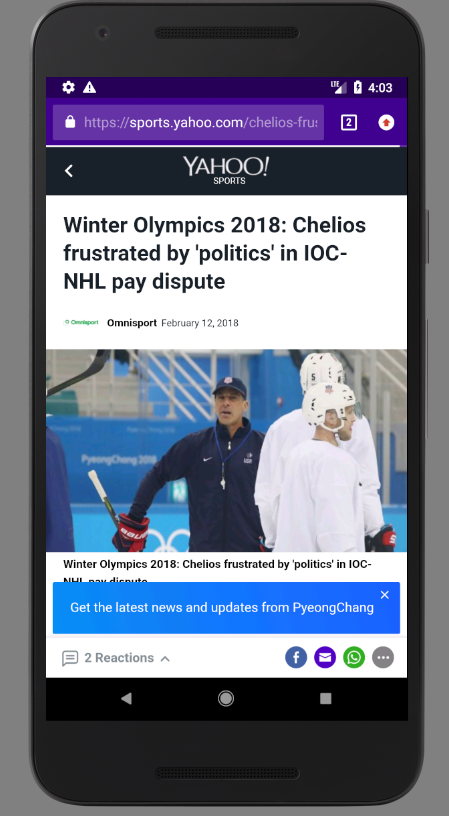 LTE 4:03
https://sports.yahoo.com/chelios-frus
2
YAHOO!
SPORTS
Winter Olympics 2018: Chelios
frustrated by 'politics' in IOC-
NHL pay dispute
Omnisport Omnisport February 12, 2018
5
PyeongChang 2018
Winter Olympics 2018: Chelios frustrated by 'politics' in IOC-
NHL pay dispute
Get the latest news and updates from PyeongChang
2 Reactions